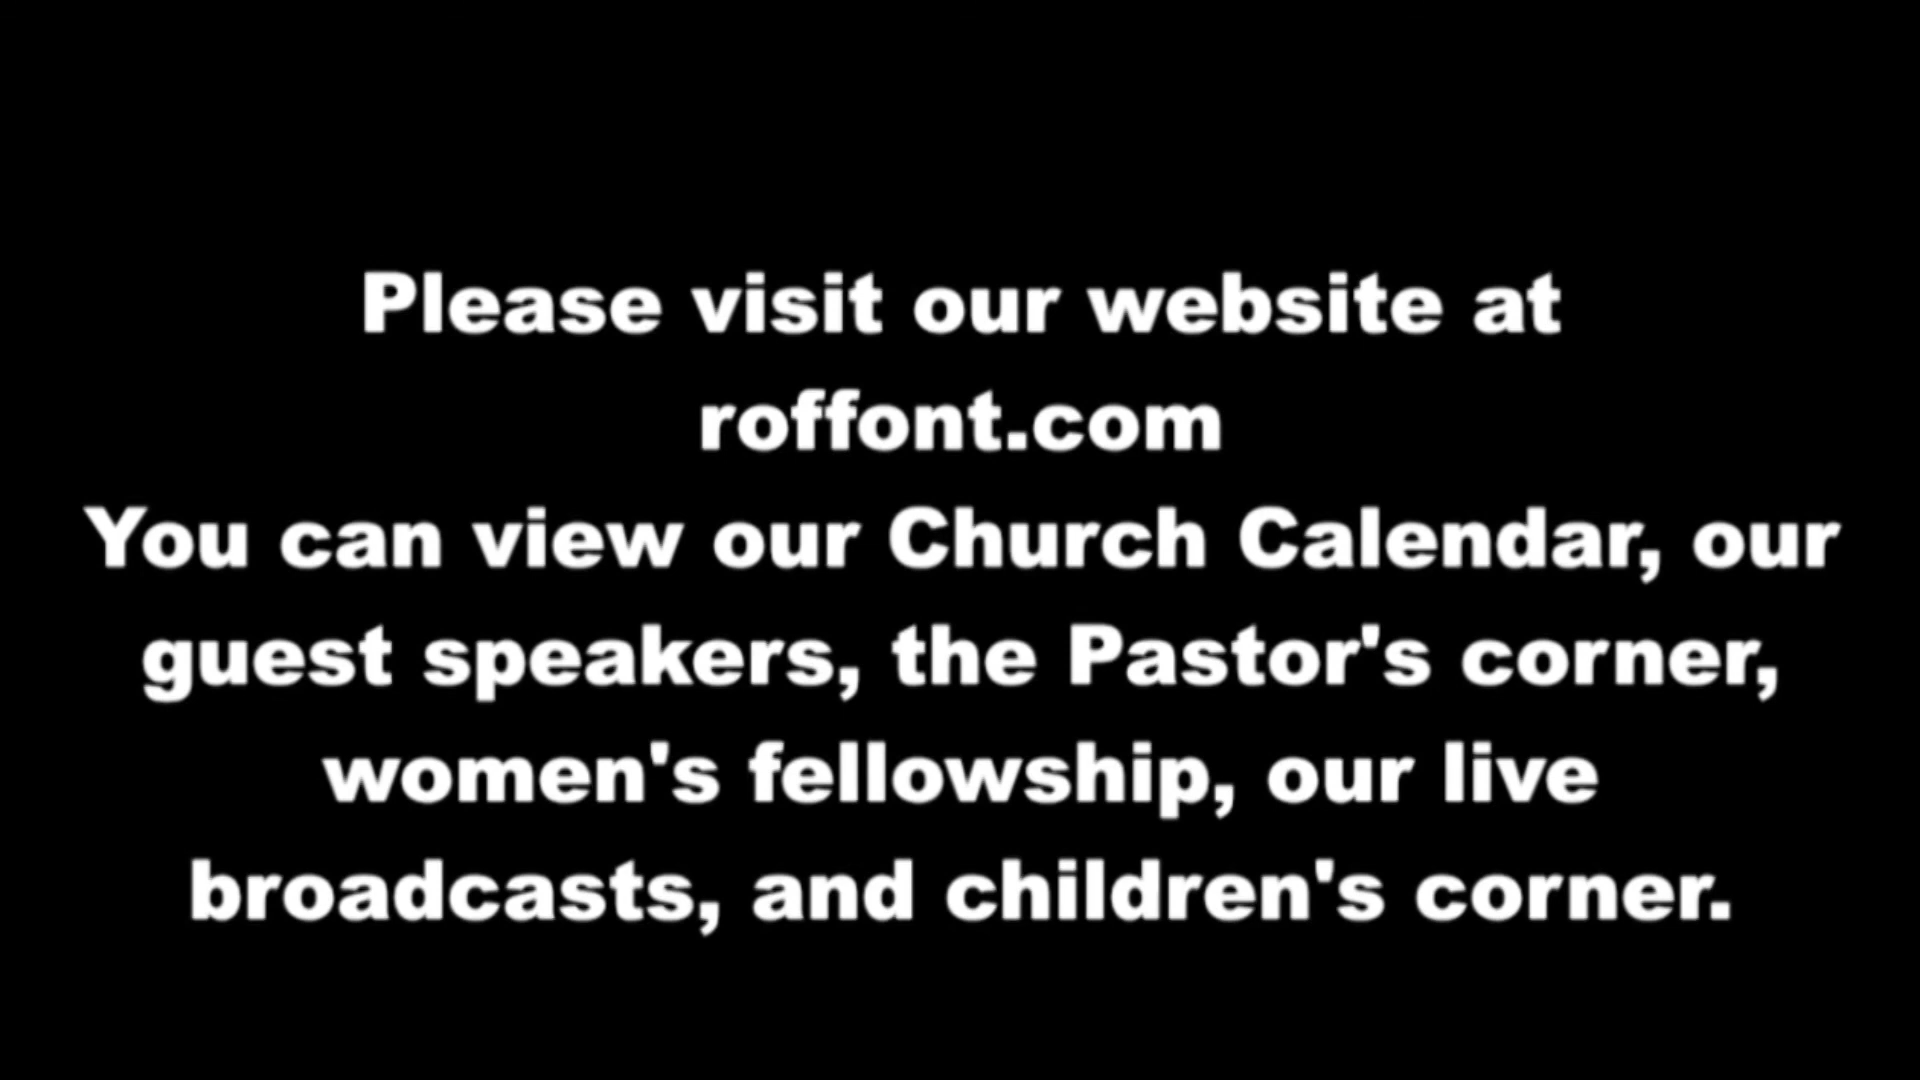 Please visit our website at
roffont.com
You can view our Church Calendar, our
guest speakers, the Pastor's corner,
women's fellowship, our live
broadcasts, and children's corner.